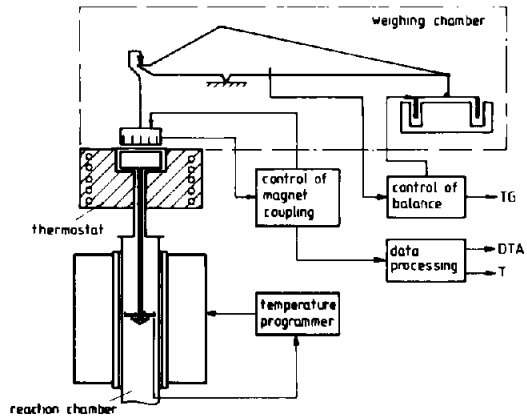 weighing chamber
thermostat
control of
magnet
coupling
control of
balance
TG
data
processing
DTA
T
temperature
programmer
reaction chamber